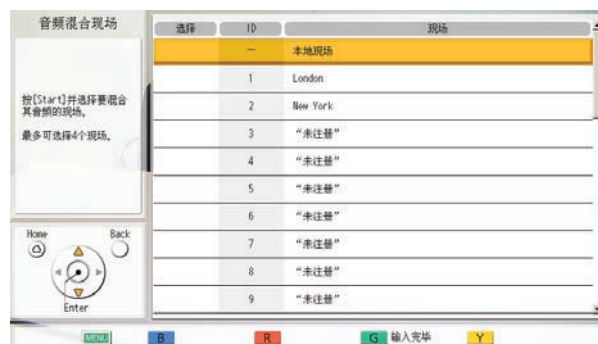 音频混合现场
选择 ID 现场
— 本地现场
1 London
2 New York
3 “未注册”
4 “未注册”
5 “未注册”
6 “未注册”
7 “未注册”
8 “未注册”
9 “未注册”
按[Start]并选择要混合
其音频的现场。
最多可选择4个现场。
Home Back
Enter
MENU B R G 输入完毕 Y